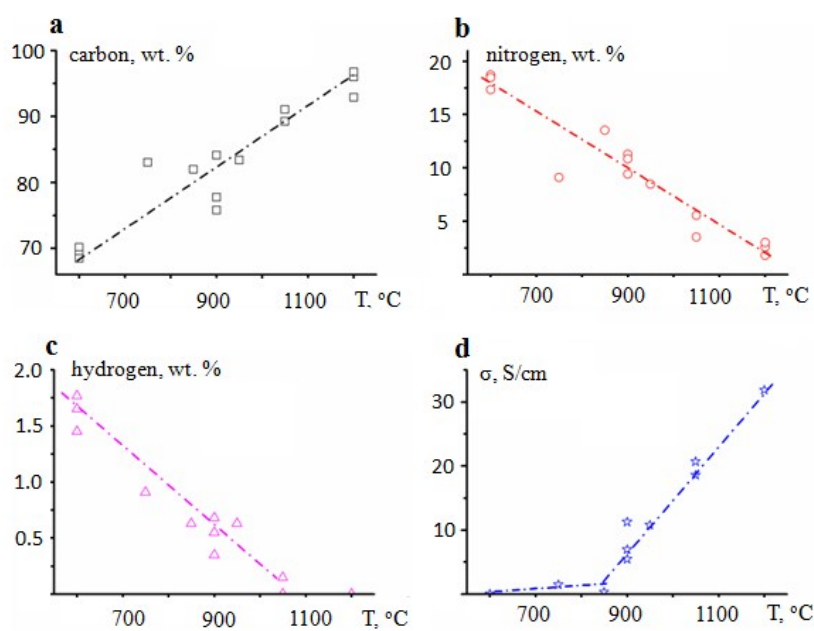 a
carbon, wt. %
100
90
80
70
700 900 1100 T, °C
b
nitrogen, wt. %
20
15
10
5
700 900 1100 T, °C
c
hydrogen, wt. %
2.0
1.5
1.0
0.5
700 900 1100 T, °C
d
σ, S/cm
30
20
10
700 900 1100 T, °C